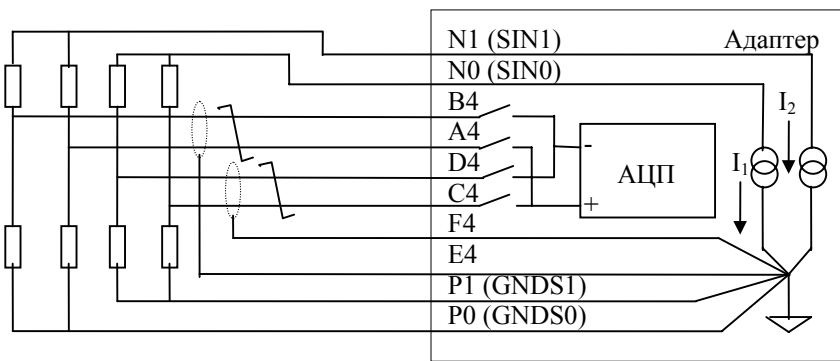 N1 (SIN1)
Адаптер
N0 (SIN0)
B4
I2
A4
-
D4
АЦП
I1
C4
+
F4
E4
P1 (GNDS1)
P0 (GNDS0)